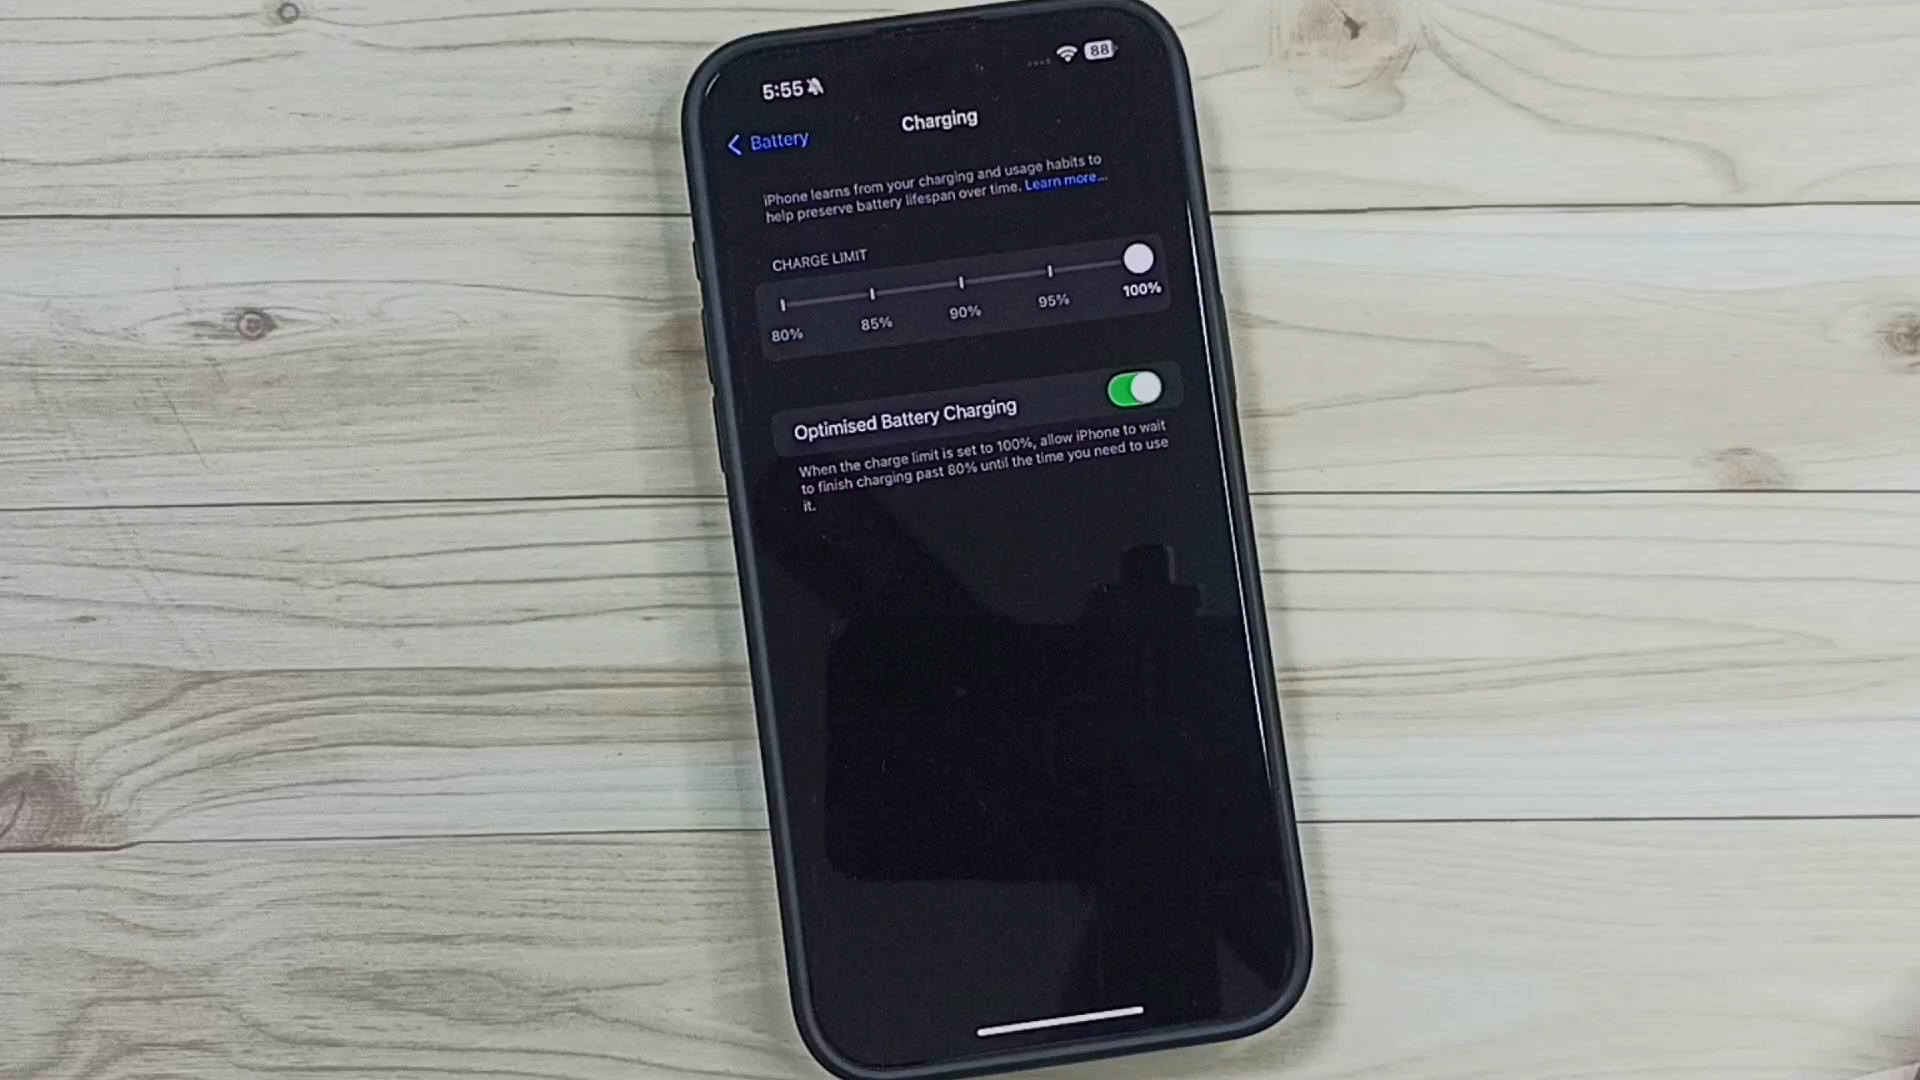 5:55
88
Battery
Charging
iPhone learns from your charging and usage habits to
help preserve battery lifespan over time. Learn more...
CHARGE LIMIT
80%
85%
90%
95%
100%
Optimised Battery Charging
When the charge limit is set to 100%, allow iPhone to wait
to finish charging past 80% until the time you need to use
it.